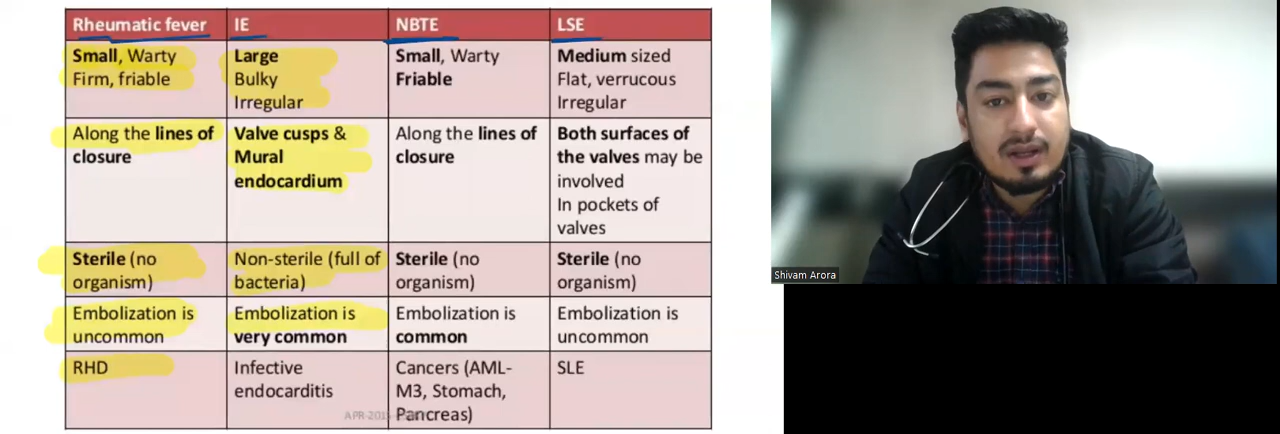 Rheumatic fever IE NBTE LSE
Small, Warty
Firm, friable
Large
Bulky
Irregular
Small, Warty
Friable
Medium sized
Flat, verrucous
Irregular
Along the lines of
closure
Valve cusps &
Mural
endocardium
Along the lines of
closure
Both surfaces of
the valves may be
involved
In pockets of
valves
Sterile (no
organism)
Non-sterile (full of
bacteria)
Sterile (no
organism)
Sterile (no
organism)
Embolization is
uncommon
Embolization is
very common
Embolization is
common
Embolization is
uncommon
RHD
Infective
endocarditis
Cancers (AML-
M3, Stomach,
Pancreas)
SLE
Shivam Arora